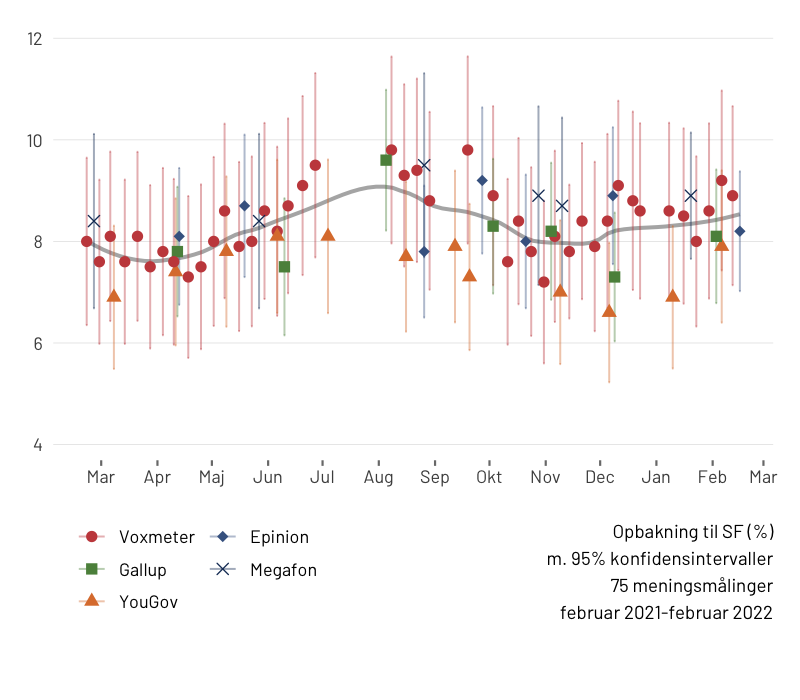 12
10
8
6
4
Mar Apr Maj Jun Jul Aug Sep Okt Nov Dec Jan Feb Mar
Voxmeter Epinion
Gallup Megafon
YouGov
Opbakning til SF (%)
m. 95% konfidensintervaller
75 meningsmålinger
februar 2021-februar 2022